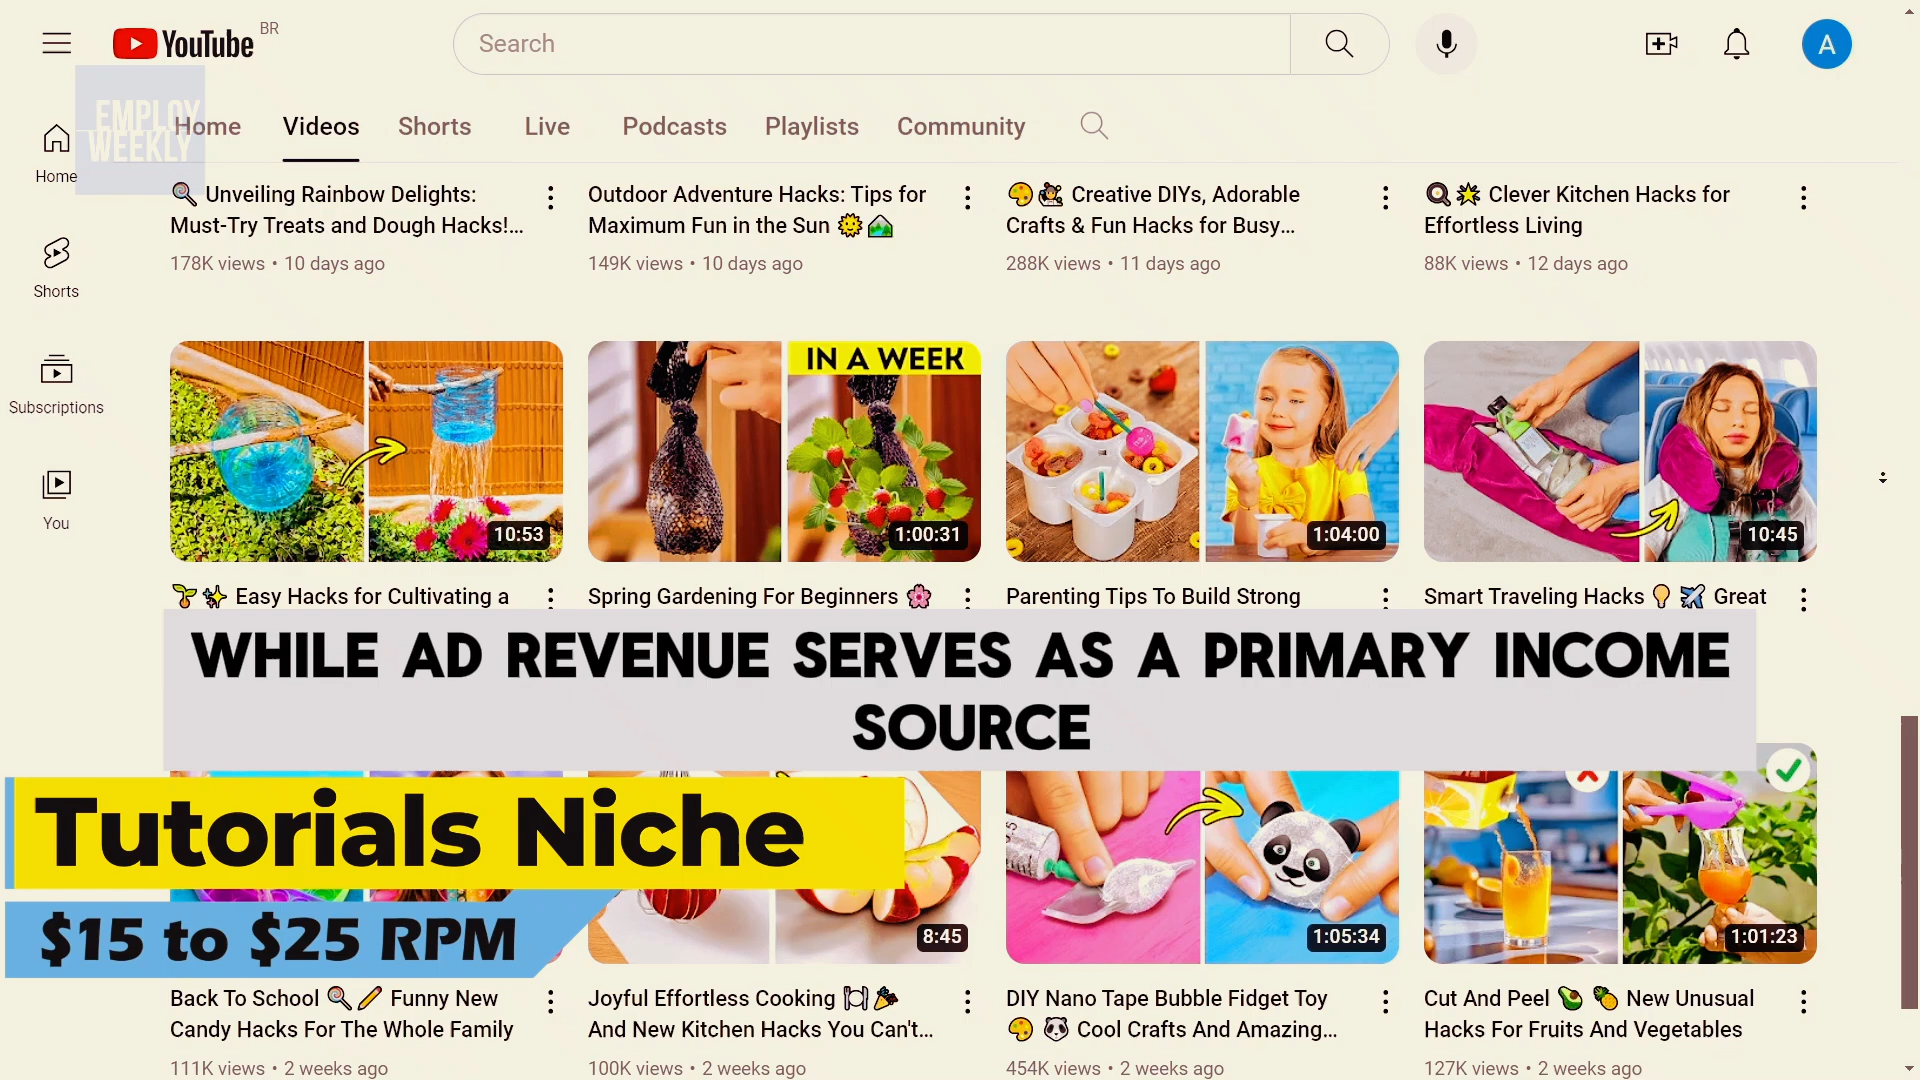 YouTube BR
Search
A
EMPLOY
WEEKLY
Home Videos Shorts Live Podcasts Playlists Community
Home
Shorts
Subscriptions
You
Unveiling Rainbow Delights:
Must-Try Treats and Dough Hacks!...
178K views • 10 days ago
Outdoor Adventure Hacks: Tips for
Maximum Fun in the Sun
149K views • 10 days ago
Creative DIYs, Adorable
Crafts & Fun Hacks for Busy...
288K views • 11 days ago
Clever Kitchen Hacks for
Effortless Living
88K views • 12 days ago
10:53
IN A WEEK
1:00:31
1:04:00
10:45
Easy Hacks for Cultivating a
Spring Gardening For Beginners
Parenting Tips To Build Strong
Smart Traveling Hacks Great
WHILE AD REVENUE SERVES AS A PRIMARY INCOME
SOURCE
Tutorials Niche
$15 to $25 RPM
8:45
1:05:34
1:01:23
Back To School Funny New
Candy Hacks For The Whole Family
111K views • 2 weeks ago
Joyful Effortless Cooking
And New Kitchen Hacks You Can't...
100K views • 2 weeks ago
DIY Nano Tape Bubble Fidget Toy
Cool Crafts And Amazing...
454K views • 2 weeks ago
Cut And Peel New Unusual
Hacks For Fruits And Vegetables
127K views • 2 weeks ago